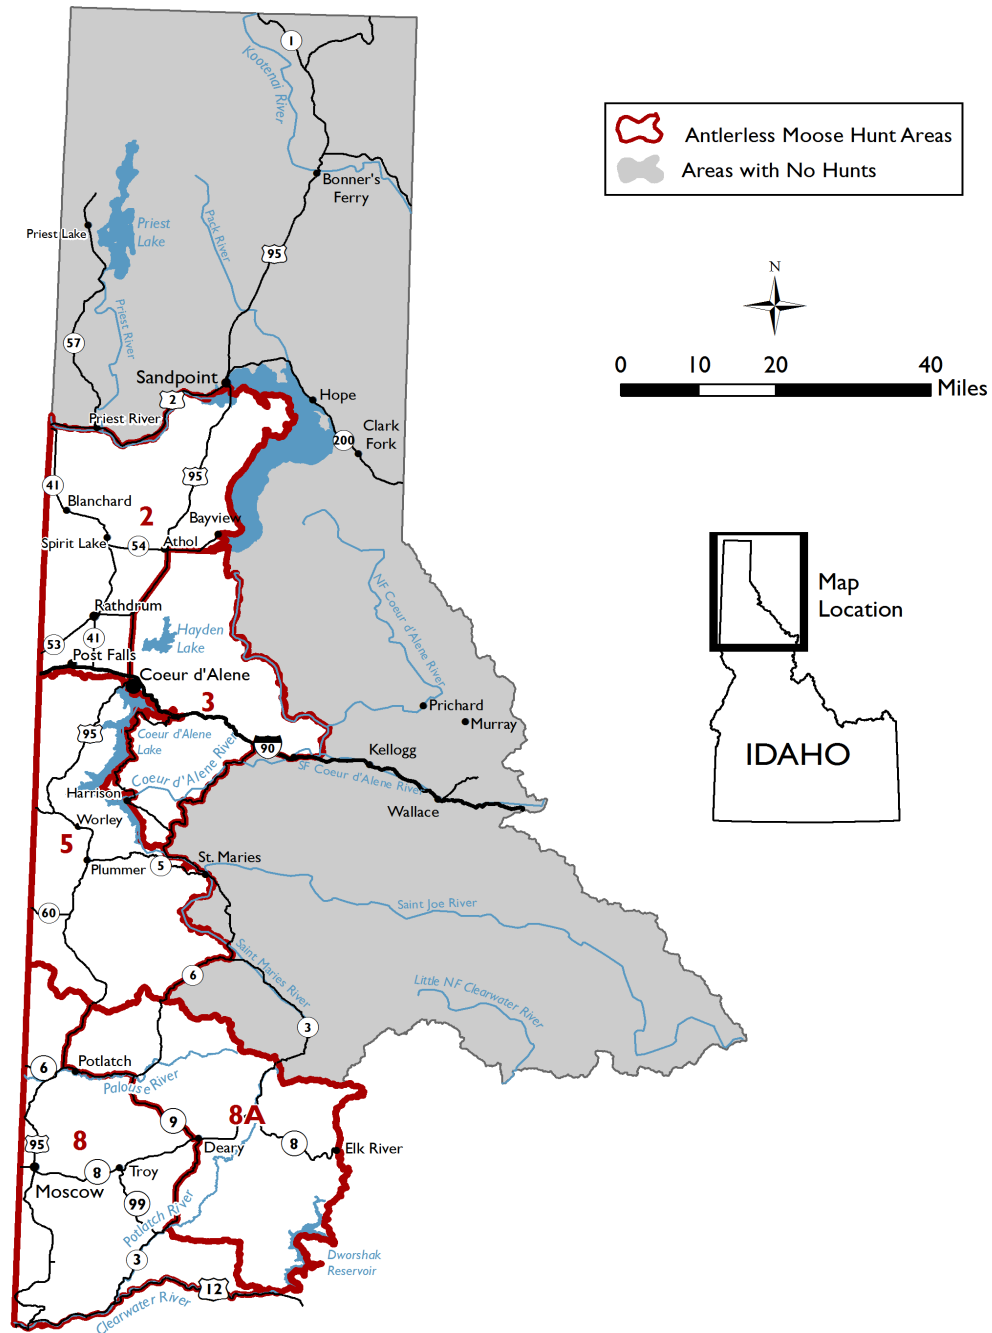 1
Kootenai River
Antlerless Moose Hunt Areas
Areas with No Hunts
Bonner's
Ferry
Pack River
Priest
Lake
Priest Lake
95
N
Priest River
57
0 10 20 40
Miles
Sandpoint
2
Hope
Priest River
Clark
Fork
200
95
41
Blanchard
2
Bayview
Spirit Lake
54
Athol
NF Coeur d'Alene River
Map
Location
Rathdrum
Hayden
Lake
53
41
Post Falls
Coeur d'Alene
3
Prichard
Murray
95
Coeur d'Alene
Lake
90
Kellogg
IDAHO
Coeur d'Alene River
SF Coeur d'Alene River
Harrison
Wallace
Worley
5
St. Maries
5
Plummer
Saint Joe River
60
Saint Maries River
6
Little NF Clearwater River
3
Potlatch
6
Palouse River
8A
9
8
95
8
Deary
Elk River
8
Troy
Moscow
99
Potlatch River
3
Dworshak
Reservoir
12
Clearwater River